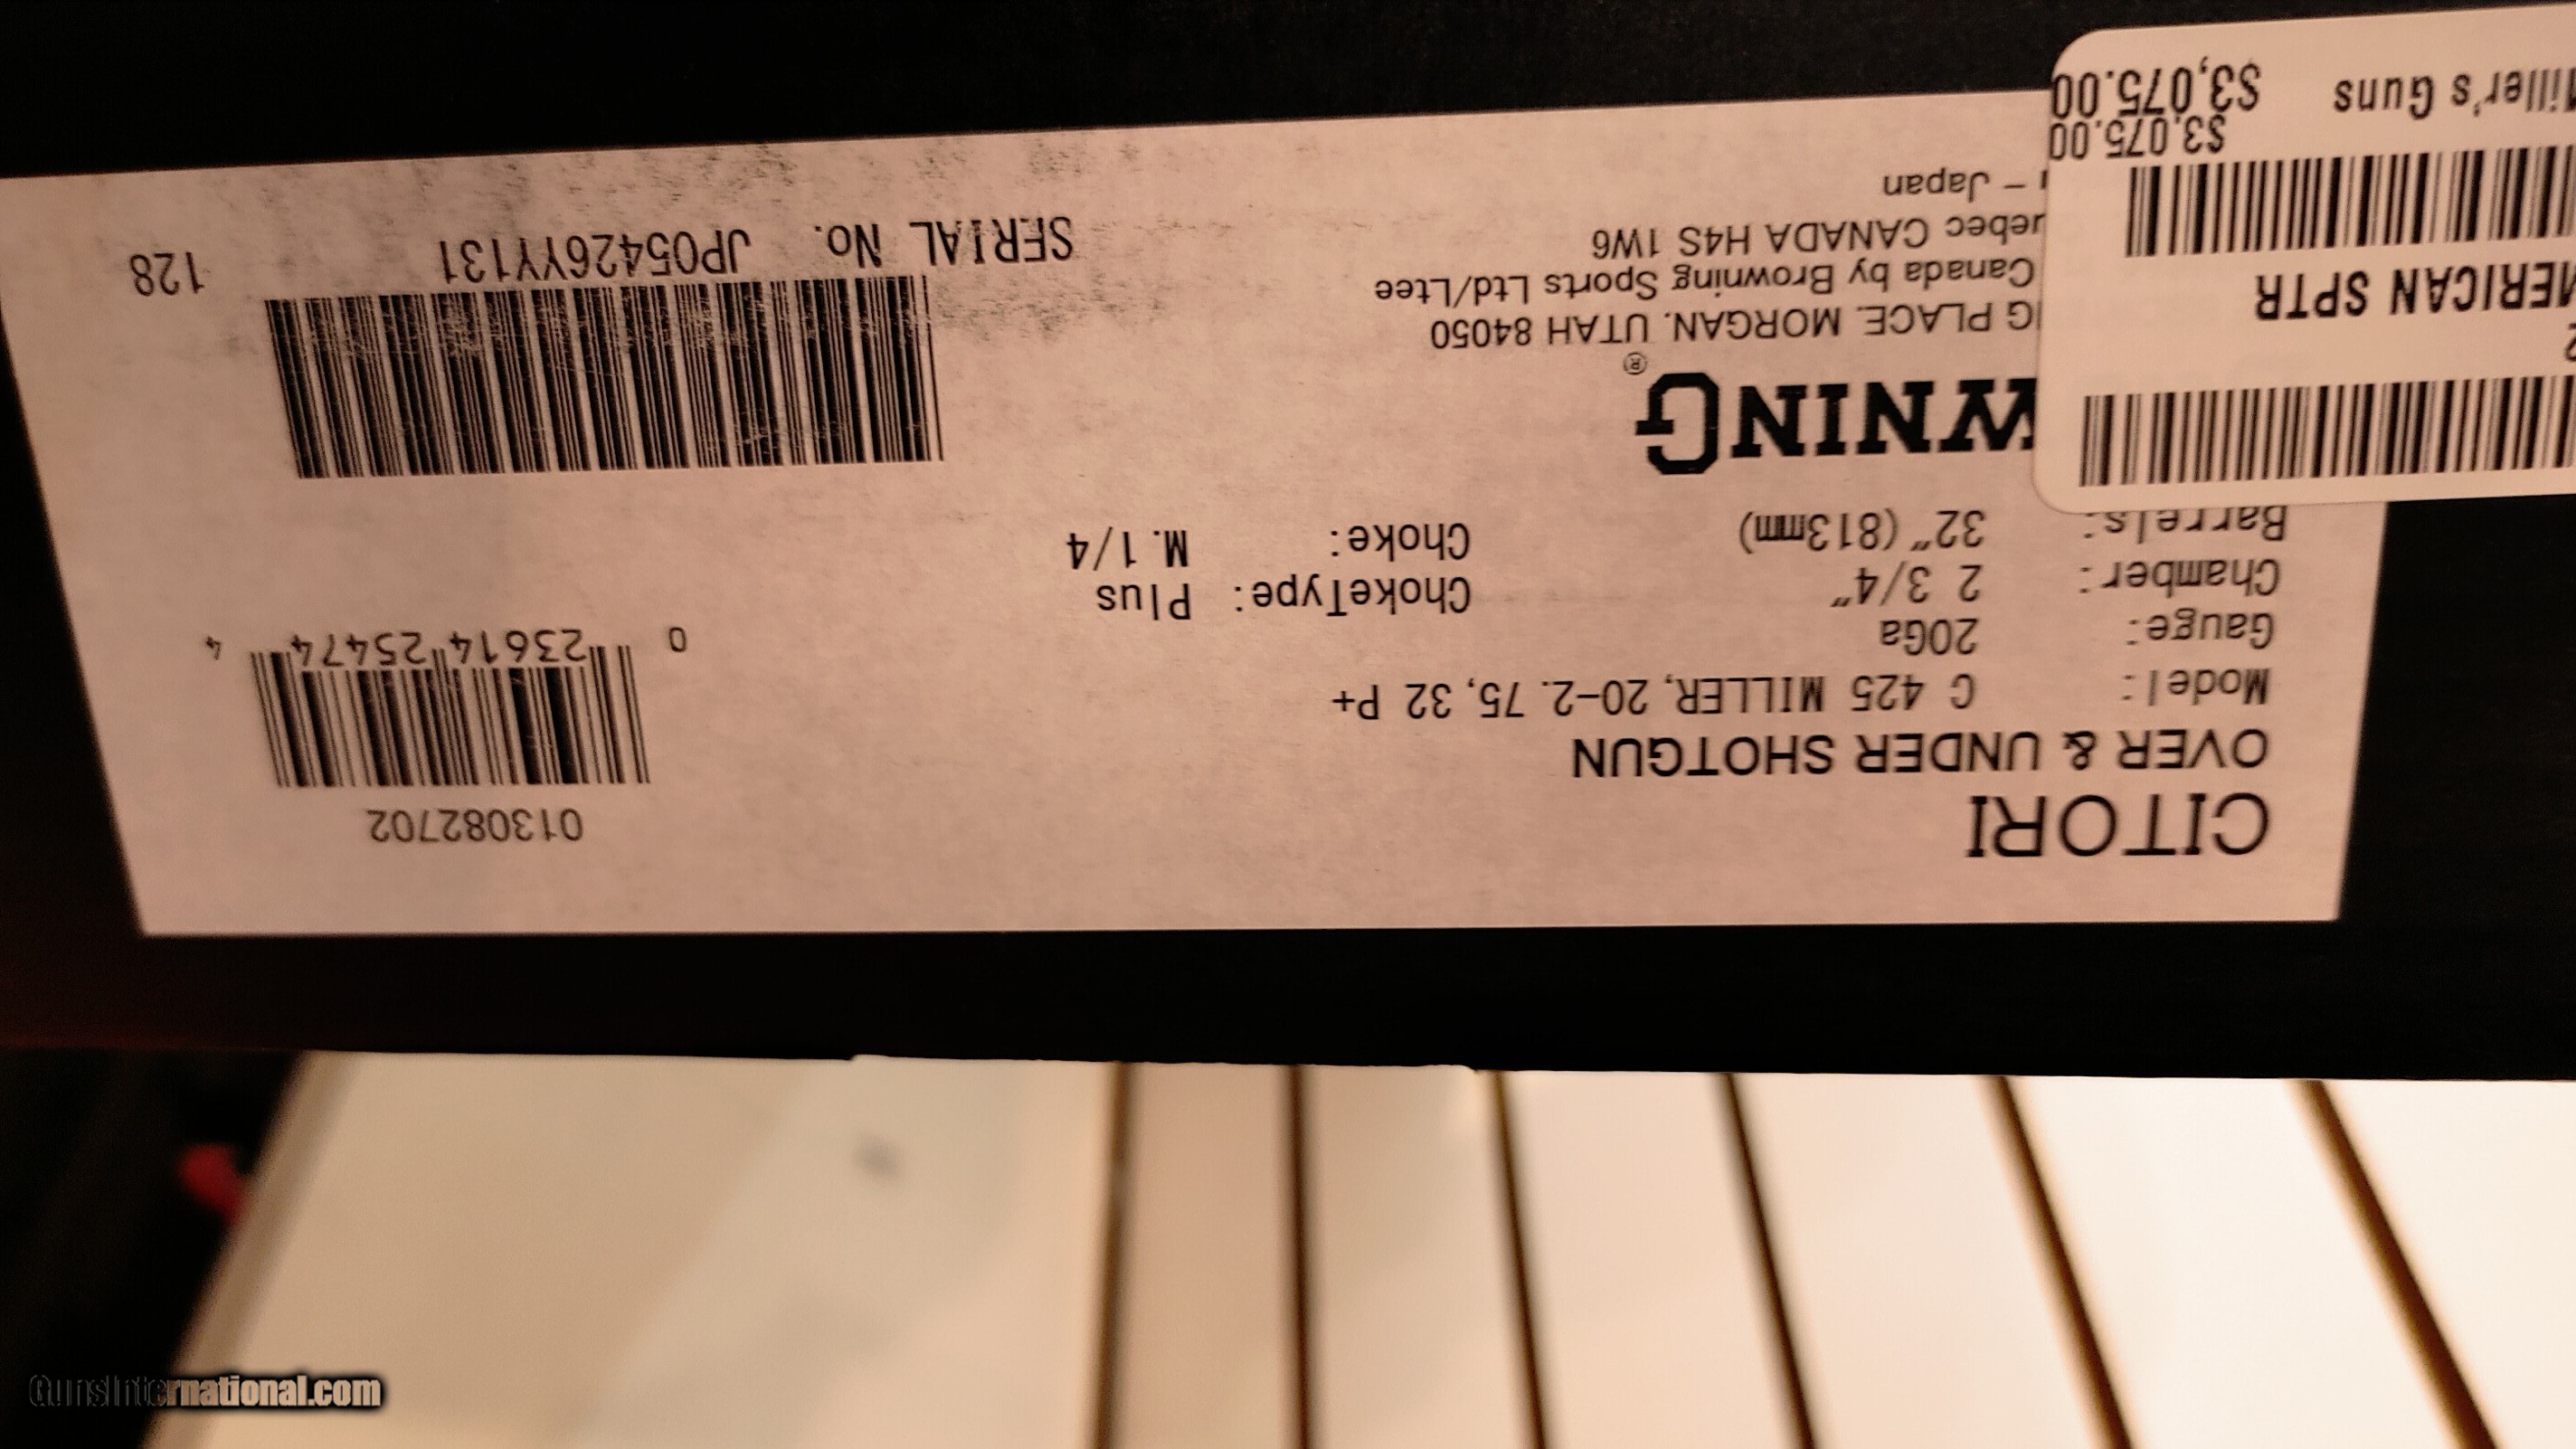 CITORI
OVER & UNDER SHOTGUN
Model: C 425 MILLER, 20-2. 75, 32 P+
Gauge: 20Ga
Chamber: 2 3/4" ChokeType: Plus
Barrels: 32" (813mm) Choke: M. 1/4
013082702
0 23614 25474 4
WNING®
G PLACE. MORGAN. UTAH 84050
Canada by Browning Sports Ltd/Ltee
uebec CANADA H4S 1W6
- Japan
SERIAL No. JP05426YY131 128
MERICAN SPTR
$3,075.00
iller's Guns $3,075.00
GunsInternational.com